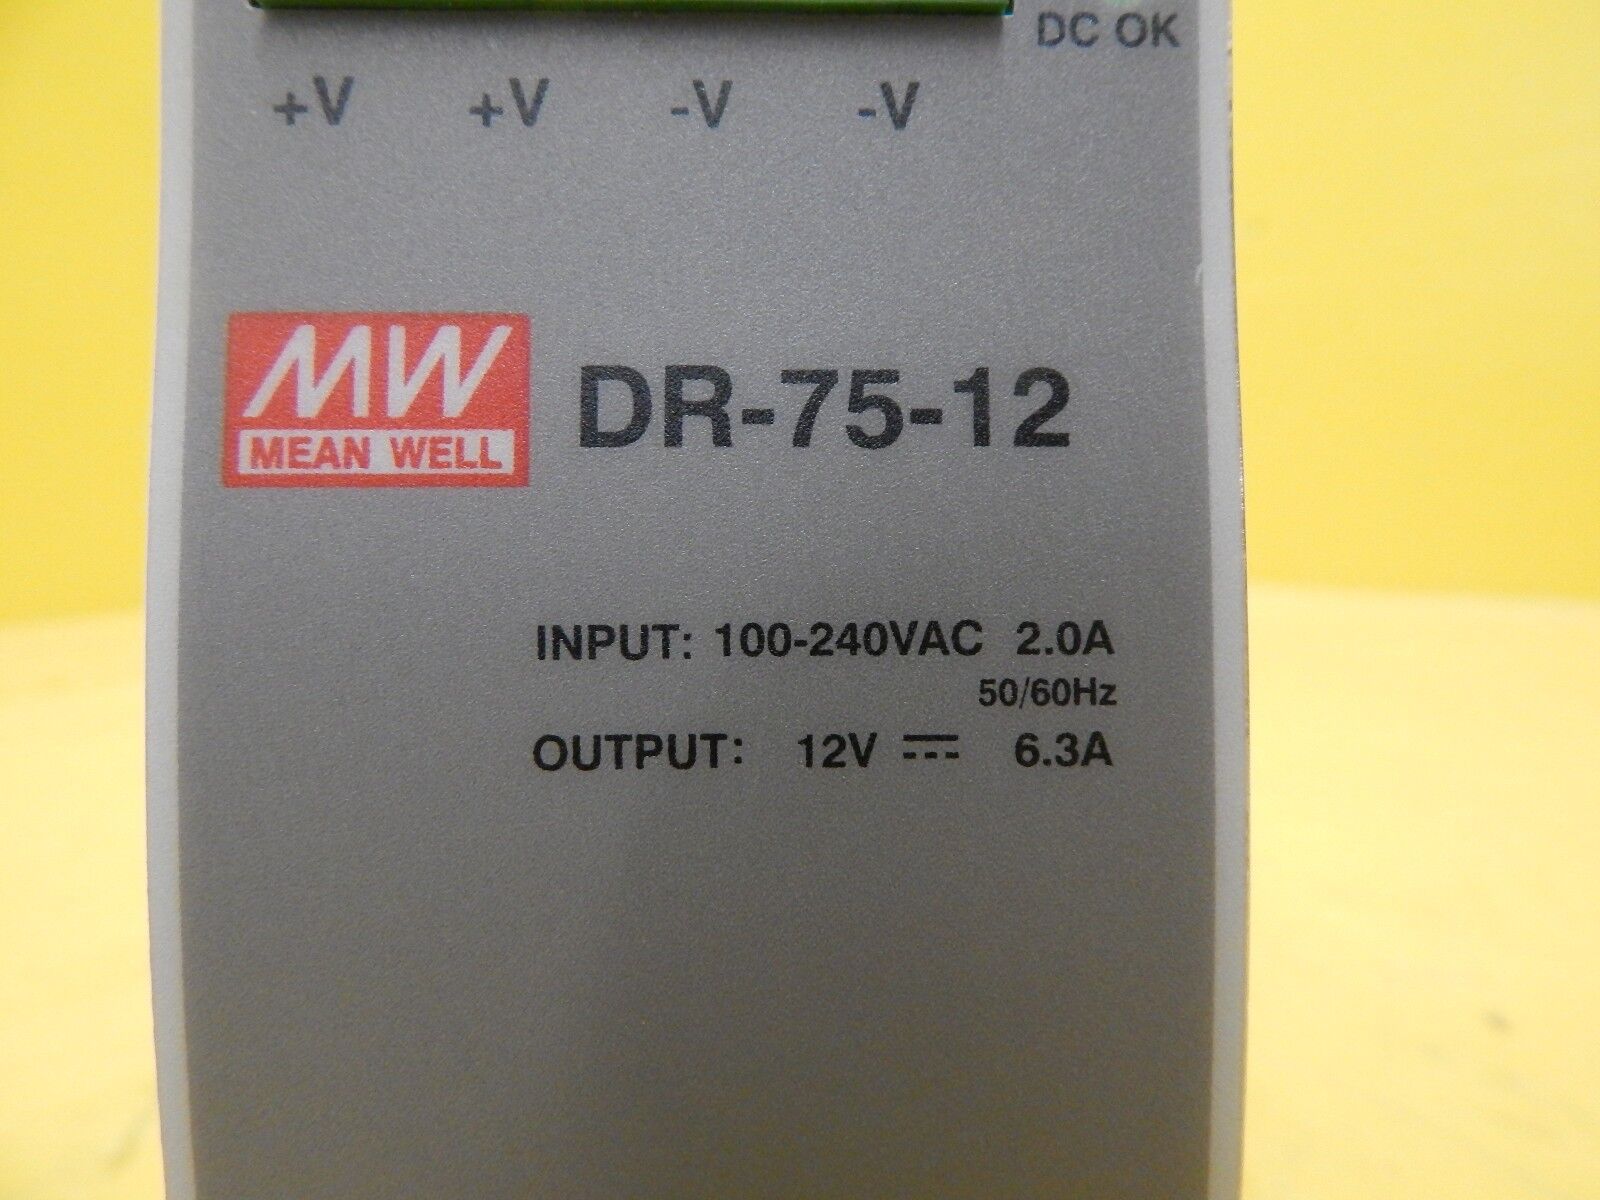 DC OK
+V +V -V -V
MW
MEAN WELL
DR-75-12
INPUT: 100-240VAC 2.0A
50/60Hz
OUTPUT: 12V ⎓ 6.3A